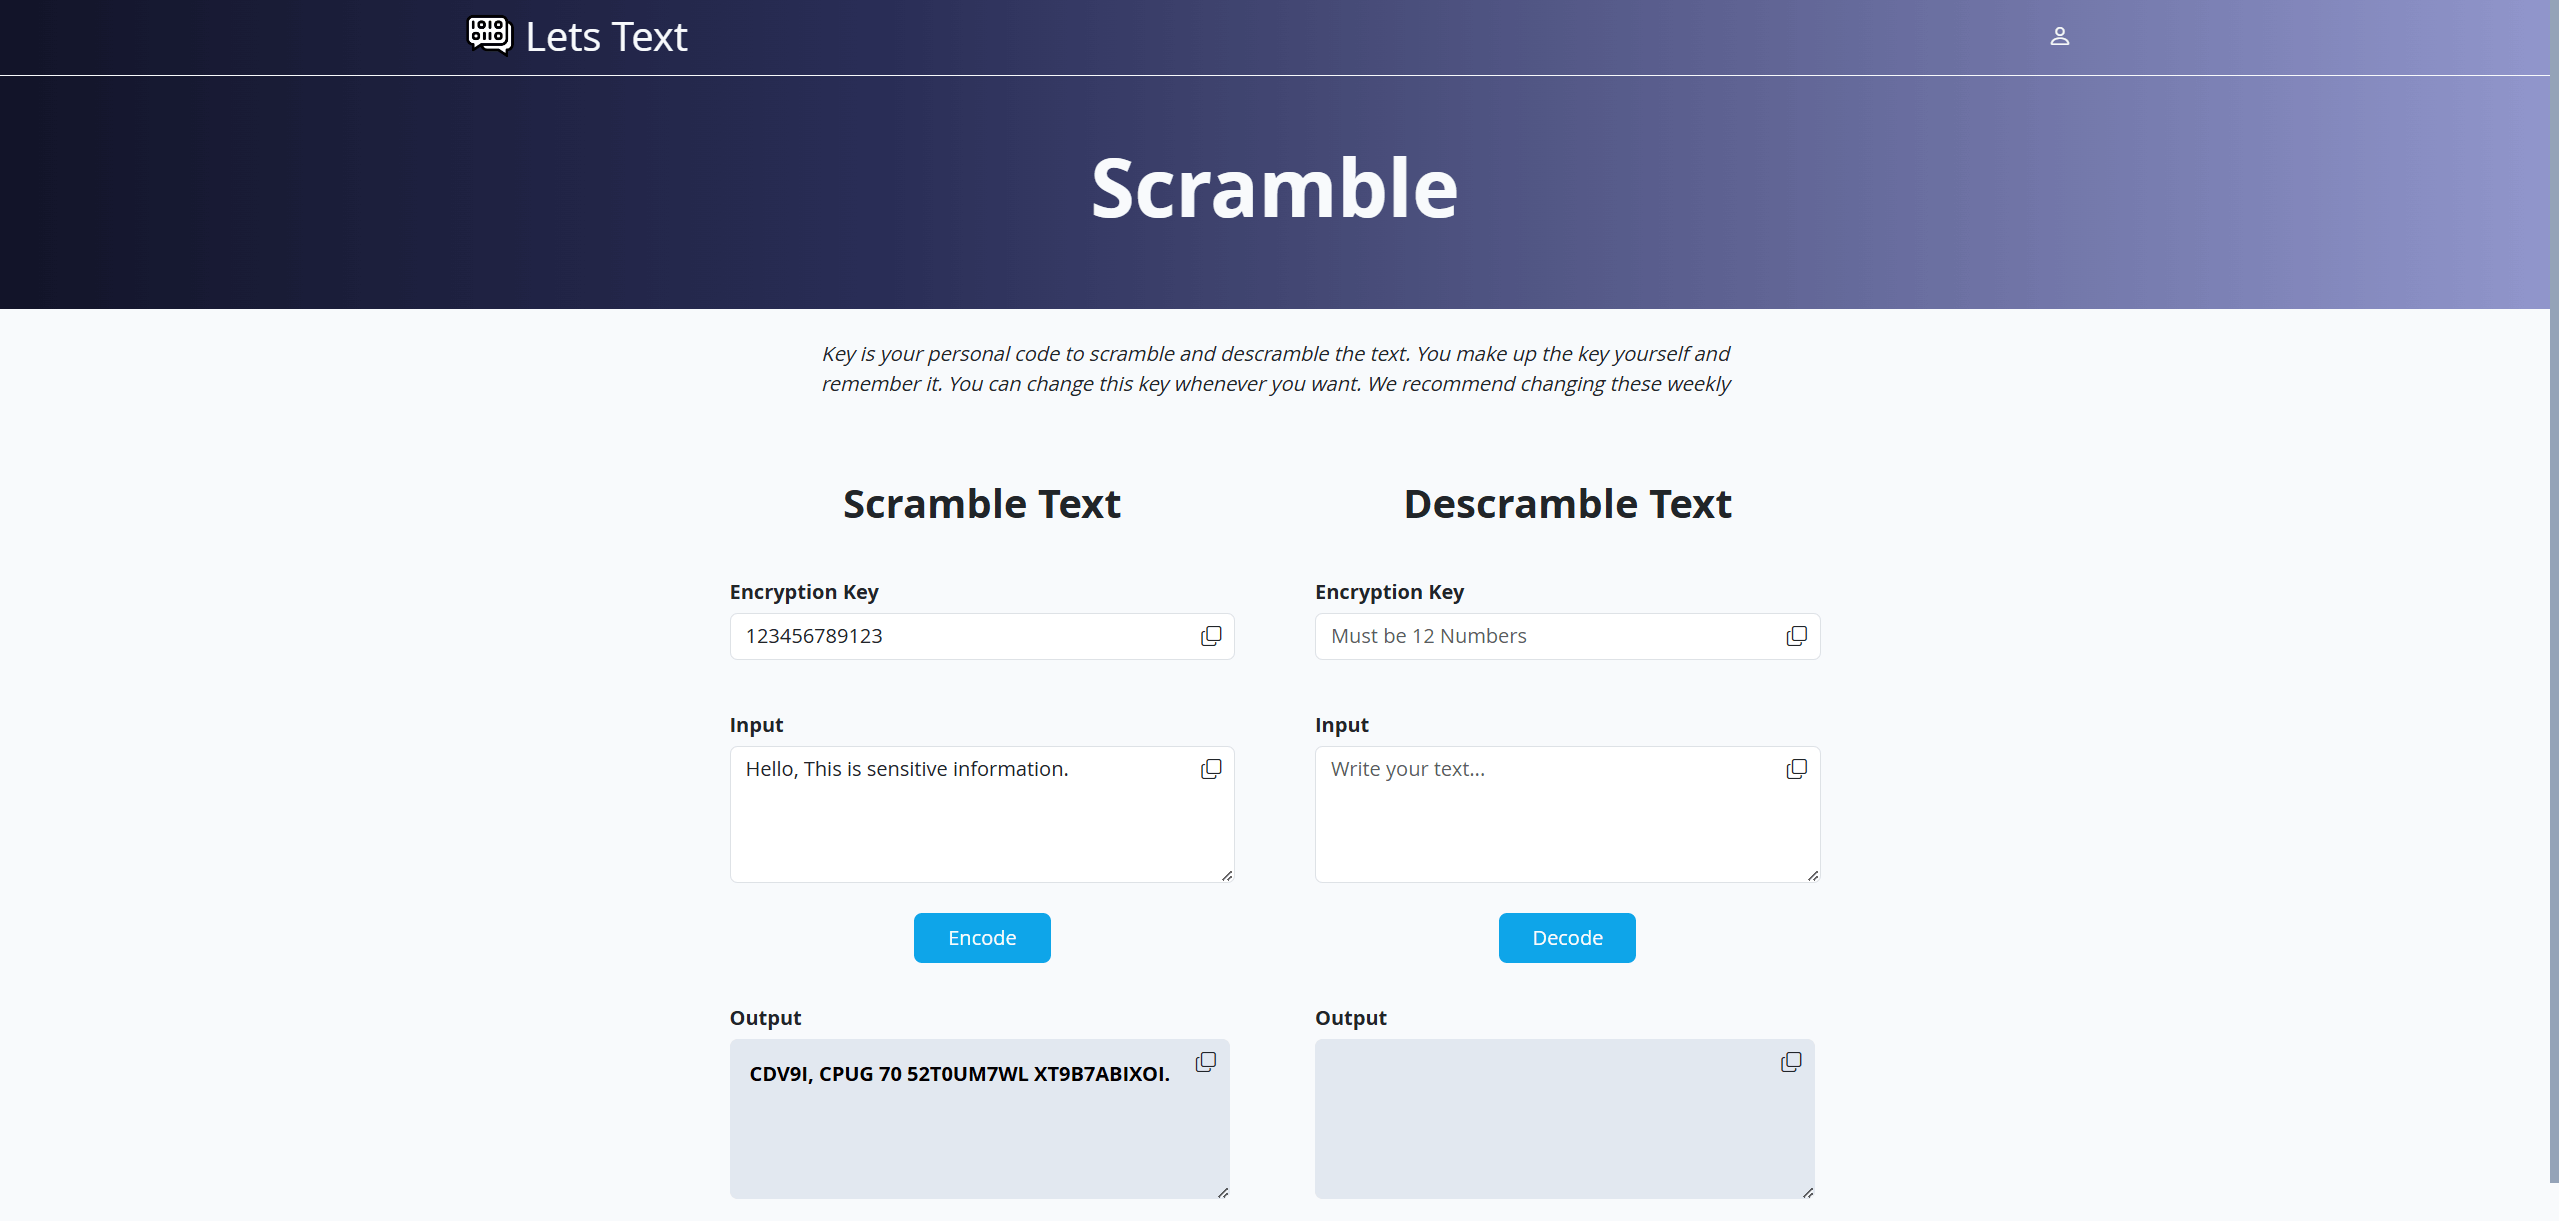 Lets Text
Scramble
Key is your personal code to scramble and descramble the text. You make up the key yourself and
remember it. You can change this key whenever you want. We recommend changing these weekly
Scramble Text
Encryption Key
123456789123
Input
Hello, This is sensitive information.
Encode
Output
CDV9I, CPUG 70 52T0UM7WL XT9B7ABIXOI.
Descramble Text
Encryption Key
Must be 12 Numbers
Input
Write your text...
Decode
Output